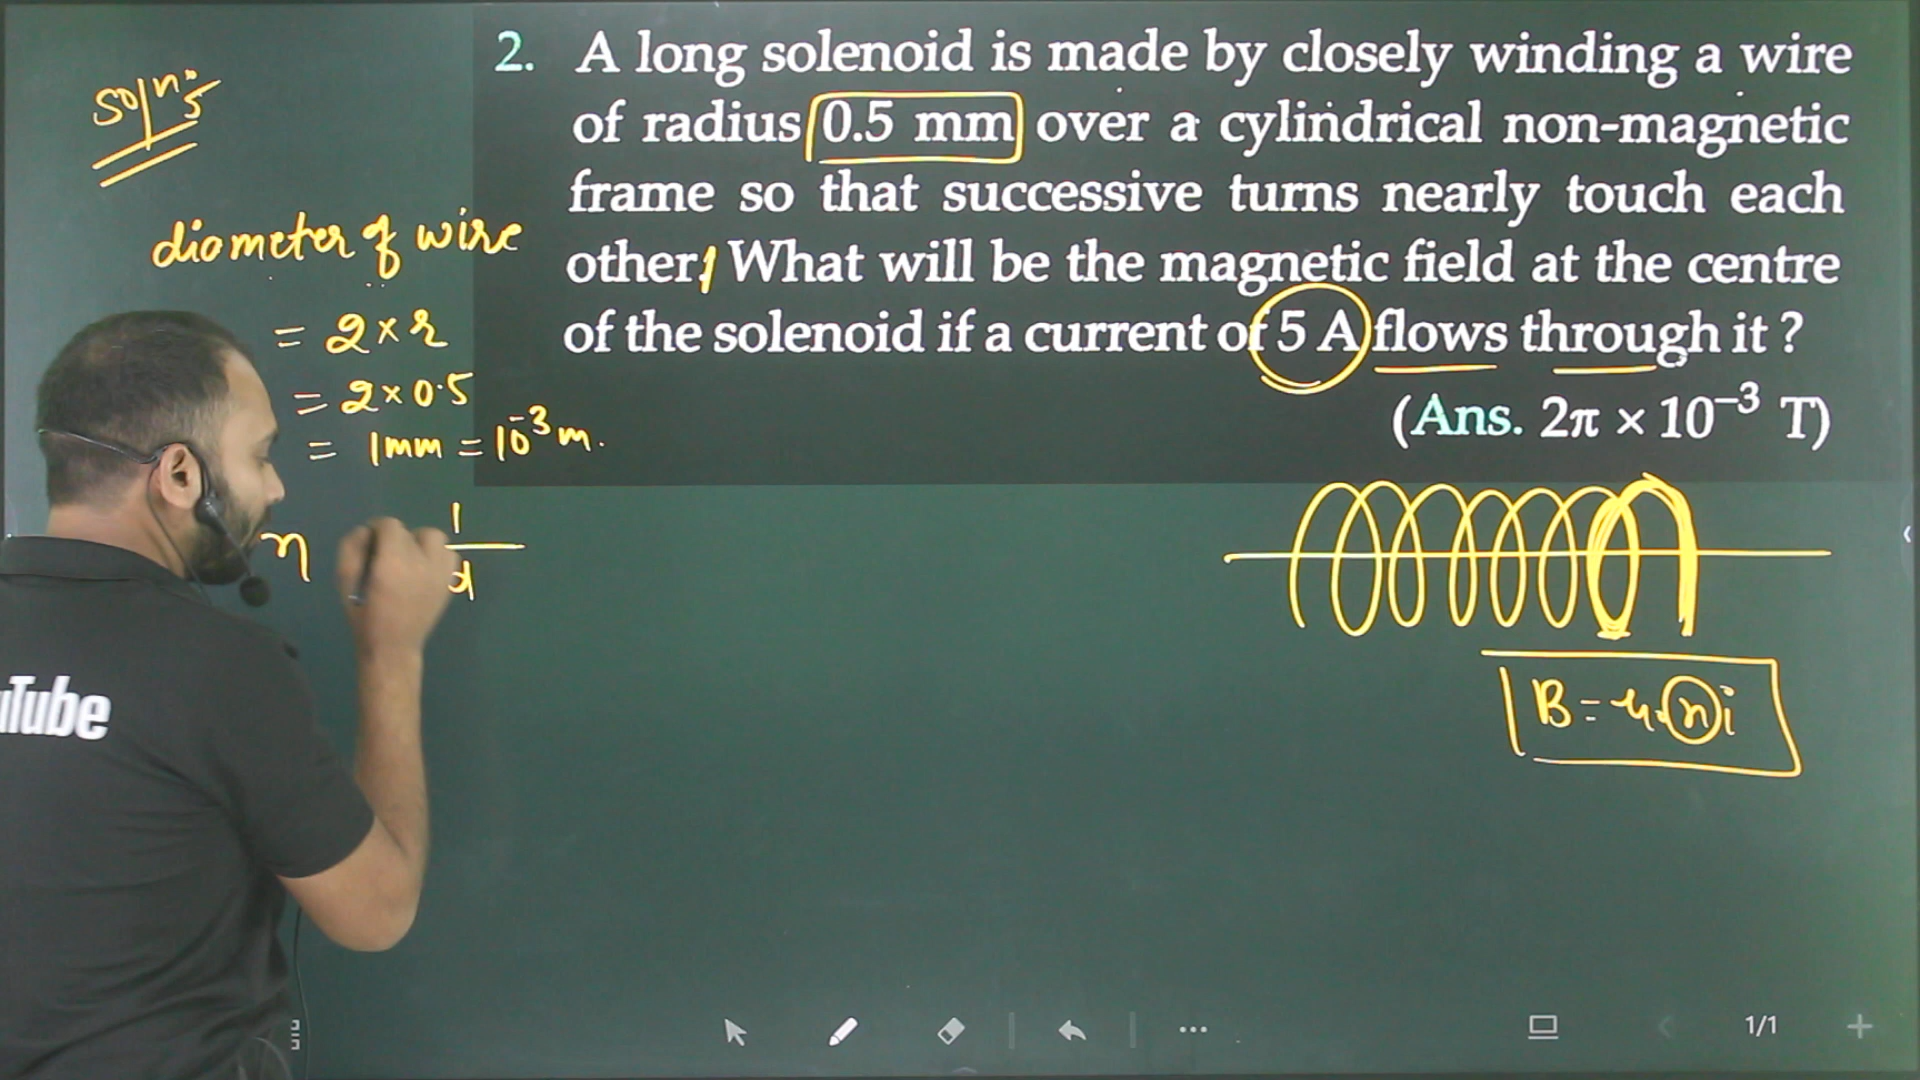 2. A long solenoid is made by closely winding a wire
of radius 0.5 mm over a cylindrical non-magnetic
frame so that successive turns nearly touch each
other. What will be the magnetic field at the centre
of the solenoid if a current of 5 A flows through it ?
(Ans. 2π × 10⁻³ T)
Soln:
diameter of wire
= 2 × r
= 2 × 0.5
= 1mm = 10⁻³ m.
n
1
d
B = μ₀ n i
uTube
1/1